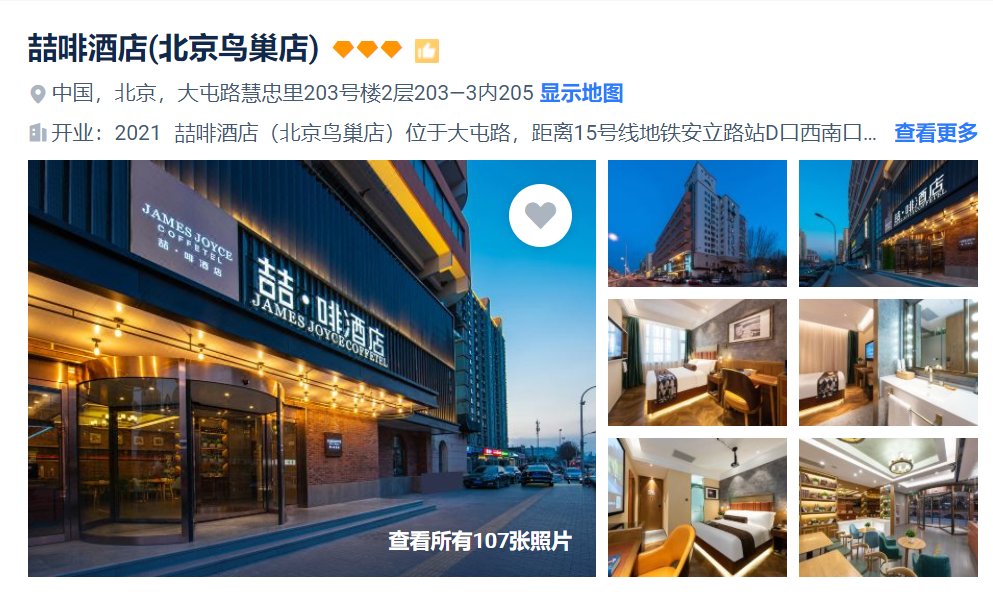 喆啡酒店(北京鸟巢店)
中国，北京，大屯路慧忠里203号楼2层203—3内205 显示地图
开业：2021 喆啡酒店（北京鸟巢店）位于大屯路，距离15号线地铁安立路站D口西南口... 查看更多
JAMES JOYCE
COFFETEL
喆·啡酒店
喆·啡酒店
JAMES JOYCE COFFETEL
喆·啡酒店
查看所有107张照片